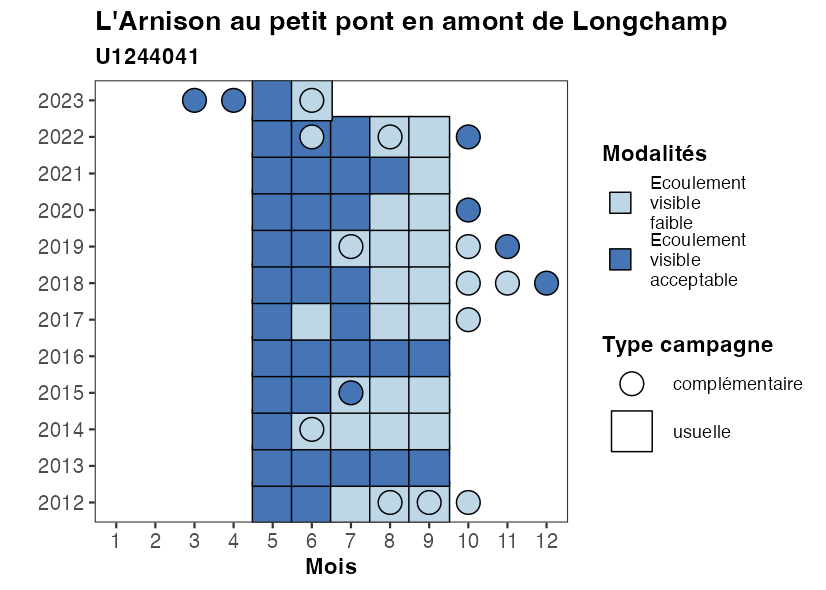 L'Arnison au petit pont en amont de Longchamp
U1244041
2023
2022
2021
2020
2019
2018
2017
2016
2015
2014
2013
2012
1 2 3 4 5 6 7 8 9 10 11 12
Mois
Modalités
Ecoulement
visible
faible
Ecoulement
visible
acceptable
Type campagne
complémentaire
usuelle